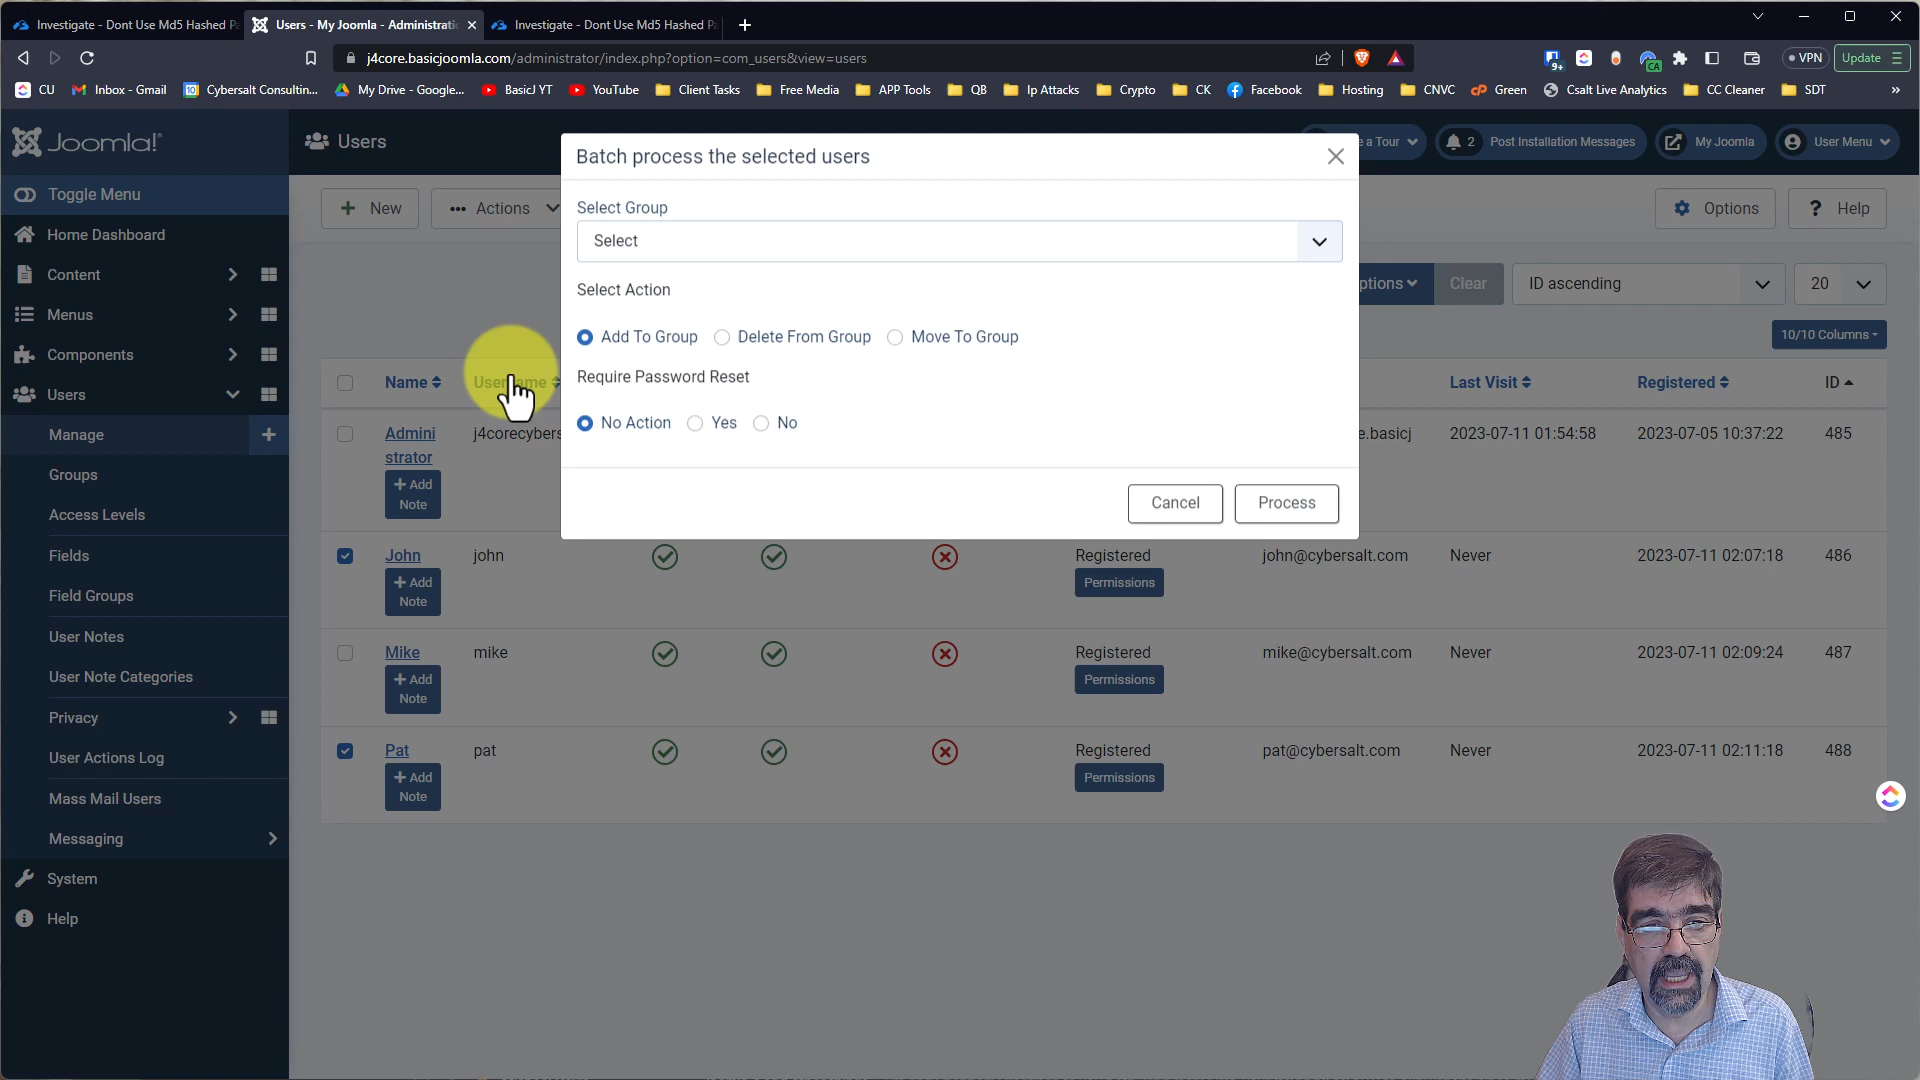 Investigate - Dont Use Md5 Hashed P
Users - My Joomla - Administratio
Investigate - Dont Use Md5 Hashed Pa
j4core.basicjoomla.com/administrator/index.php?option=com_users&view=users
9+
CA
VPN
Update
CU
Inbox - Gmail
10
Cybersalt Consultin...
My Drive - Google...
BasicJ YT
YouTube
Client Tasks
Free Media
APP Tools
QB
Ip Attacks
Crypto
CK
Facebook
Hosting
CNVC
Green
Csalt Live Analytics
CC Cleaner
SDT
»
Joomla!
Users
Batch process the selected users
e a Tour
2
Post Installation Messages
My Joomla
User Menu
Toggle Menu
New
Actions
Options
Help
Select Group
Select
Home Dashboard
Content
Menus
Components
Users
Manage
Groups
Access Levels
Fields
Field Groups
User Notes
User Note Categories
Privacy
User Actions Log
Mass Mail Users
Messaging
System
Help
ptions
Clear
ID ascending
20
10/10 Columns
Select Action
Add To Group
Delete From Group
Move To Group
Require Password Reset
No Action
Yes
No
Cancel
Process
Name
Username
Last Visit
Registered
ID
Admini
strator
+ Add
Note
j4corecybers
e.basicj
2023-07-11 01:54:58
2023-07-05 10:37:22
485
John
+ Add
Note
john
Registered
Permissions
john@cybersalt.com
Never
2023-07-11 02:07:18
486
Mike
+ Add
Note
mike
Registered
Permissions
mike@cybersalt.com
Never
2023-07-11 02:09:24
487
Pat
+ Add
Note
pat
Registered
Permissions
pat@cybersalt.com
Never
2023-07-11 02:11:18
488